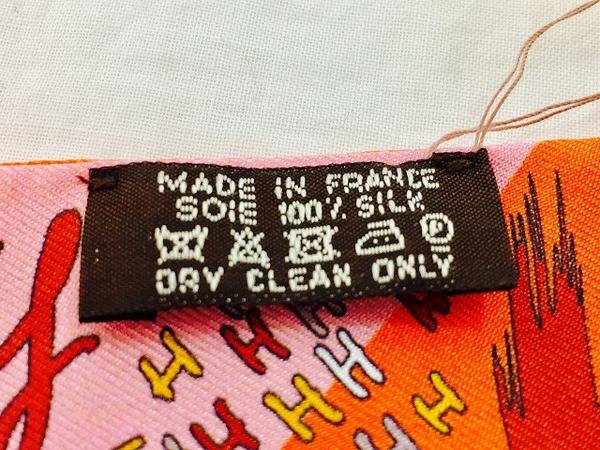 MADE IN FRANCE
SOIE 100% SILK
DRY CLEAN ONLY
H H
H H H H
H H H